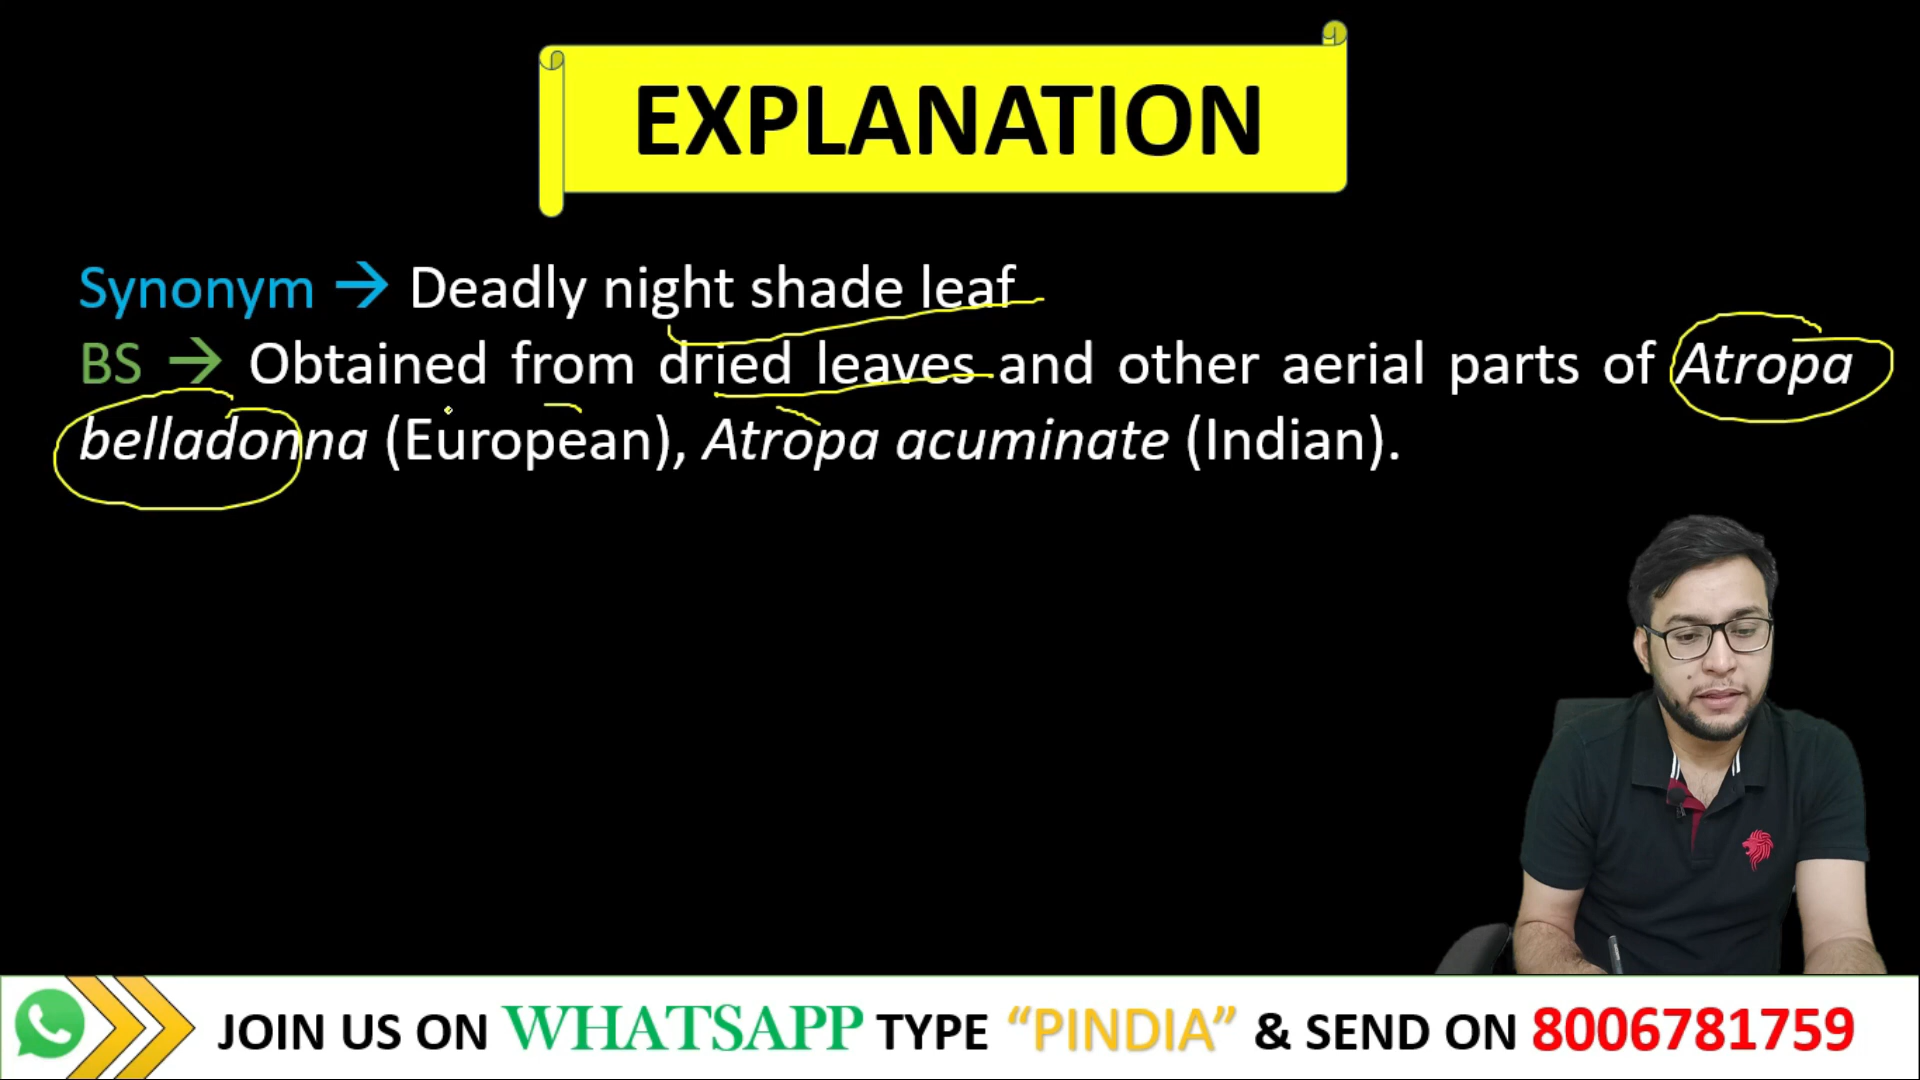 EXPLANATION
Synonym → Deadly night shade leaf
BS → Obtained from dried leaves and other aerial parts of Atropa
belladonna (European), Atropa acuminate (Indian).
JOIN US ON WHATSAPP TYPE “PINDIA” & SEND ON 8006781759